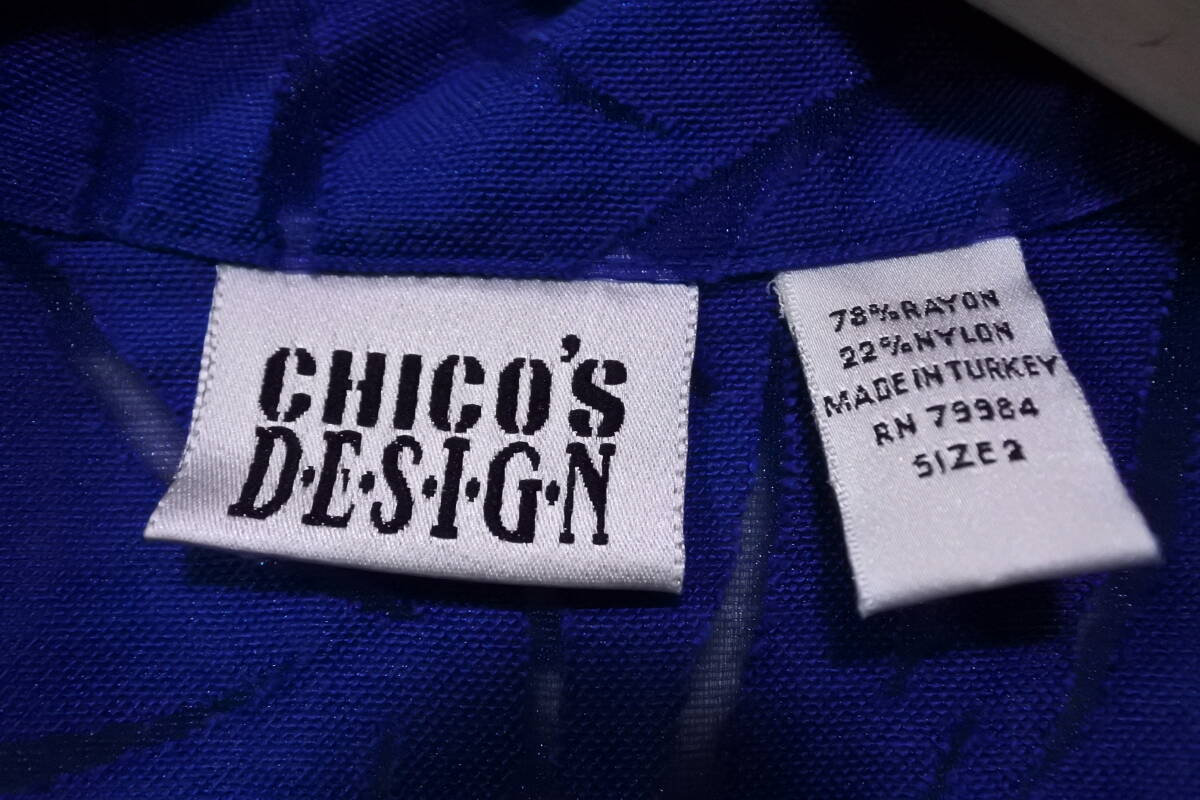 CHICO'S
D·E·S·I·G·N
78%RAYON
22%NYLON
MADE IN TURKEY
RN 79984
SIZE 2